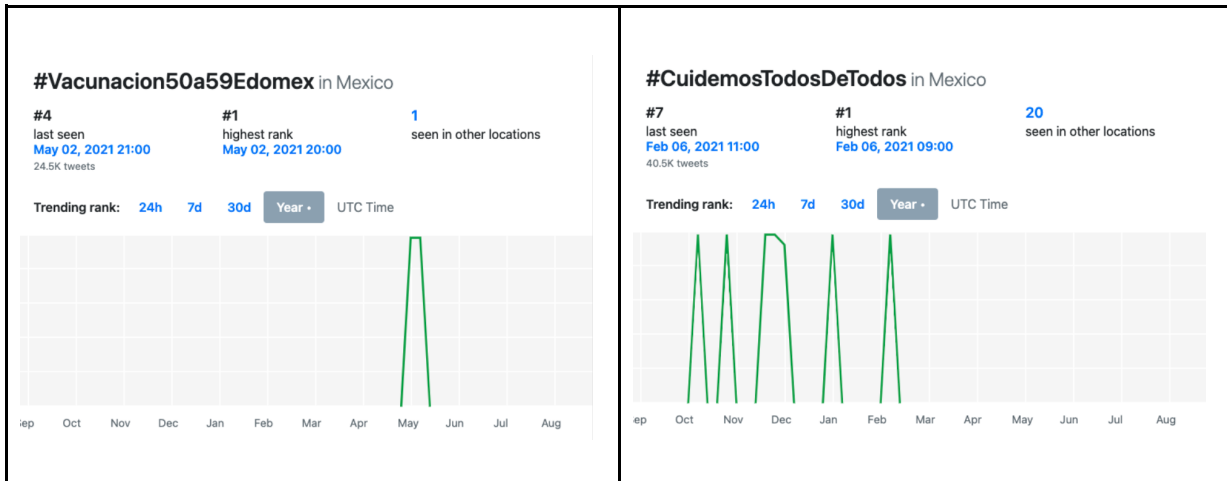 #Vacunacion50a59Edomex in Mexico
#4
last seen
May 02, 2021 21:00
24.5K tweets
#1
highest rank
May 02, 2021 20:00
1
seen in other locations
Trending rank: 24h 7d 30d Year • UTC Time
ep Oct Nov Dec Jan Feb Mar Apr May Jun Jul Aug
#CuidemosTodosDeTodos in Mexico
#7
last seen
Feb 06, 2021 11:00
40.5K tweets
#1
highest rank
Feb 06, 2021 09:00
20
seen in other locations
Trending rank: 24h 7d 30d Year • UTC Time
ep Oct Nov Dec Jan Feb Mar Apr May Jun Jul Aug